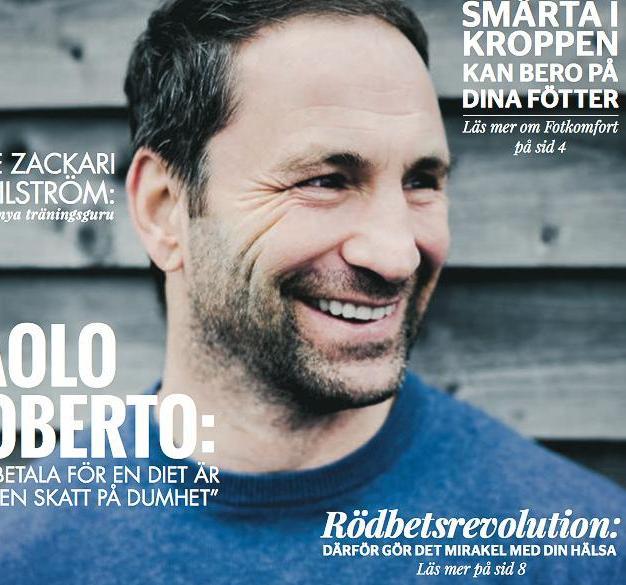 SMÄRTA I
KROPPEN
KAN BERO PÅ
DINA FÖTTER
Läs mer om Fotkomfort
på sid 4
E ZACKARI
ILSTRÖM:
nya träningsguru
AOLO
OBERTO:
BETALA FÖR EN DIET ÄR
EN SKATT PÅ DUMHET”
Rödbetsrevolution:
DÄRFÖR GÖR DET MIRAKEL MED DIN HÄLSA
Läs mer på sid 8